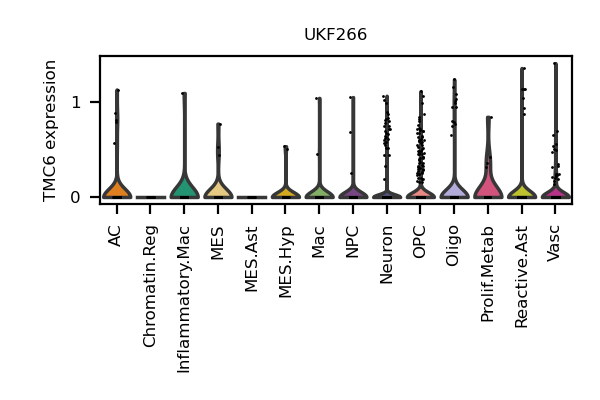 UKF266
TMC6 expression
1
0
AC
Chromatin.Reg
Inflammatory.Mac
MES
MES.Ast
MES.Hyp
Mac
NPC
Neuron
OPC
Oligo
Prolif.Metab
Reactive.Ast
Vasc